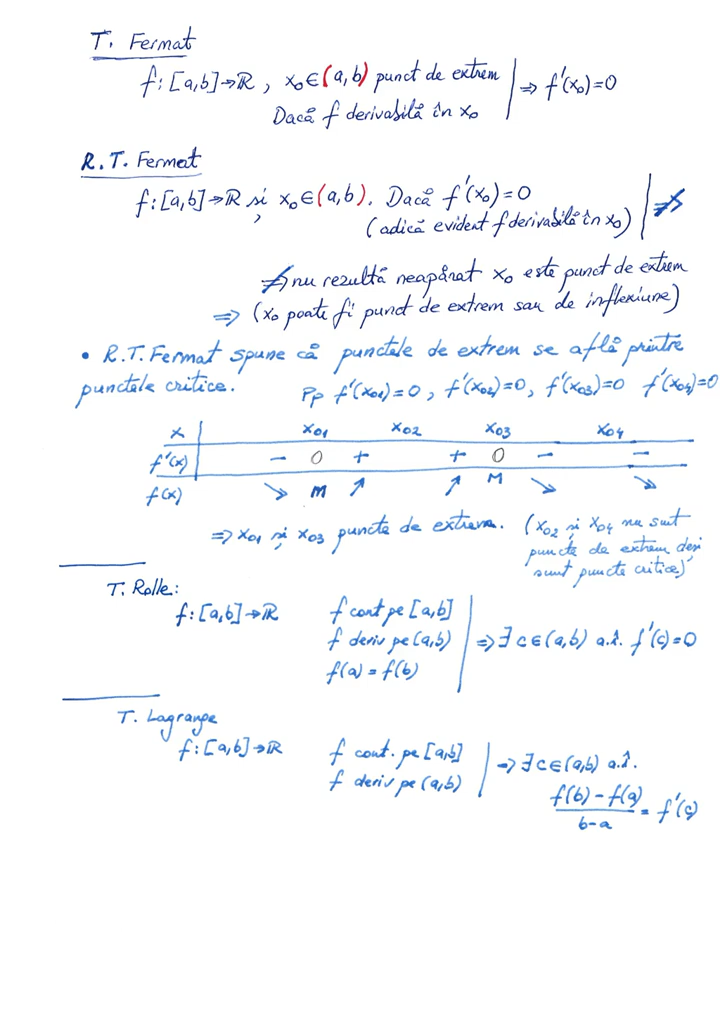 T. Fermat
f: [a,b]→ℝ, x₀∈(a,b) punct de extrem | ⇒ f'(x₀)=0
Dacă f derivabilă în x₀
R.T. Fermat
f: [a,b]→ℝ și x₀∈(a,b). Dacă f'(x₀)=0 | ⇏
(adică evident f derivabilă în x₀)
⇏ nu rezultă neapărat x₀ este punct de extrem
⇒ (x₀ poate fi punct de extrem sau de inflexiune)
• R.T. Fermat spune că punctele de extrem se află printre
punctele critice. Pp f'(x₀₁)=0, f'(x₀₂)=0, f'(x₀₃)=0 f'(x₀₄)=0
x | x₀₁ x₀₂ x₀₃ x₀₄
f'(x) | − 0 + + 0 − −
f(x) ↘ m ↗ ↗ M ↘ ↘
⇒ x₀₁ și x₀₃ puncte de extrem. (x₀₂ și x₀₄ nu sunt
puncte de extrem deși
sunt puncte critice)
T. Rolle:
f: [a,b]→ℝ f cont pe [a,b]
f deriv pe (a,b) | ⇒ ∃ c∈(a,b) a.î. f'(c)=0
f(a) = f(b)
T. Lagrange
f: [a,b]→ℝ f cont. pe [a,b] | ⇒ ∃ c∈(a,b) a.î.
f deriv pe (a,b)
f(b) − f(a) / b−a = f'(c)